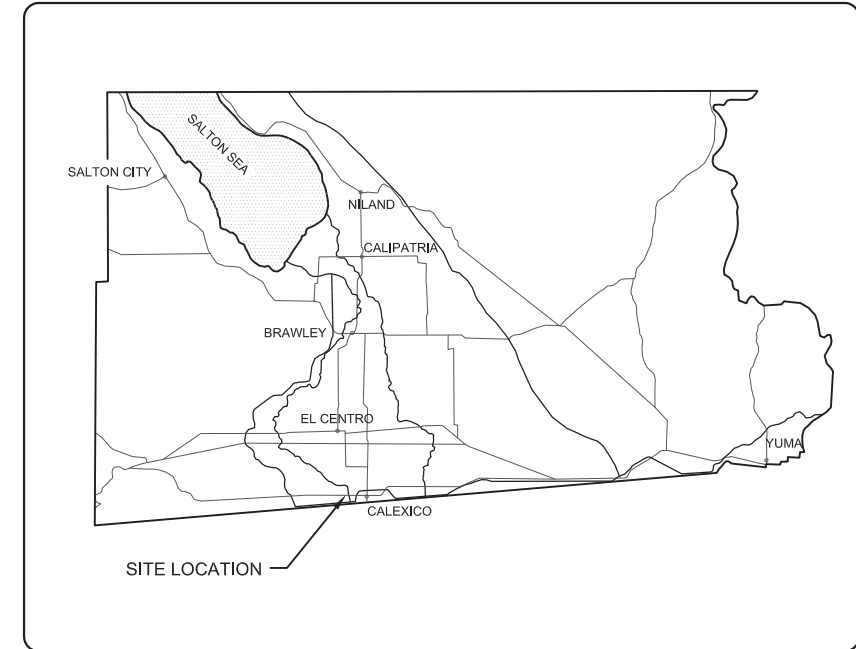 SALTON SEA
SALTON CITY
NILAND
CALIPATRIA
BRAWLEY
EL CENTRO
YUMA
CALEXICO
SITE LOCATION